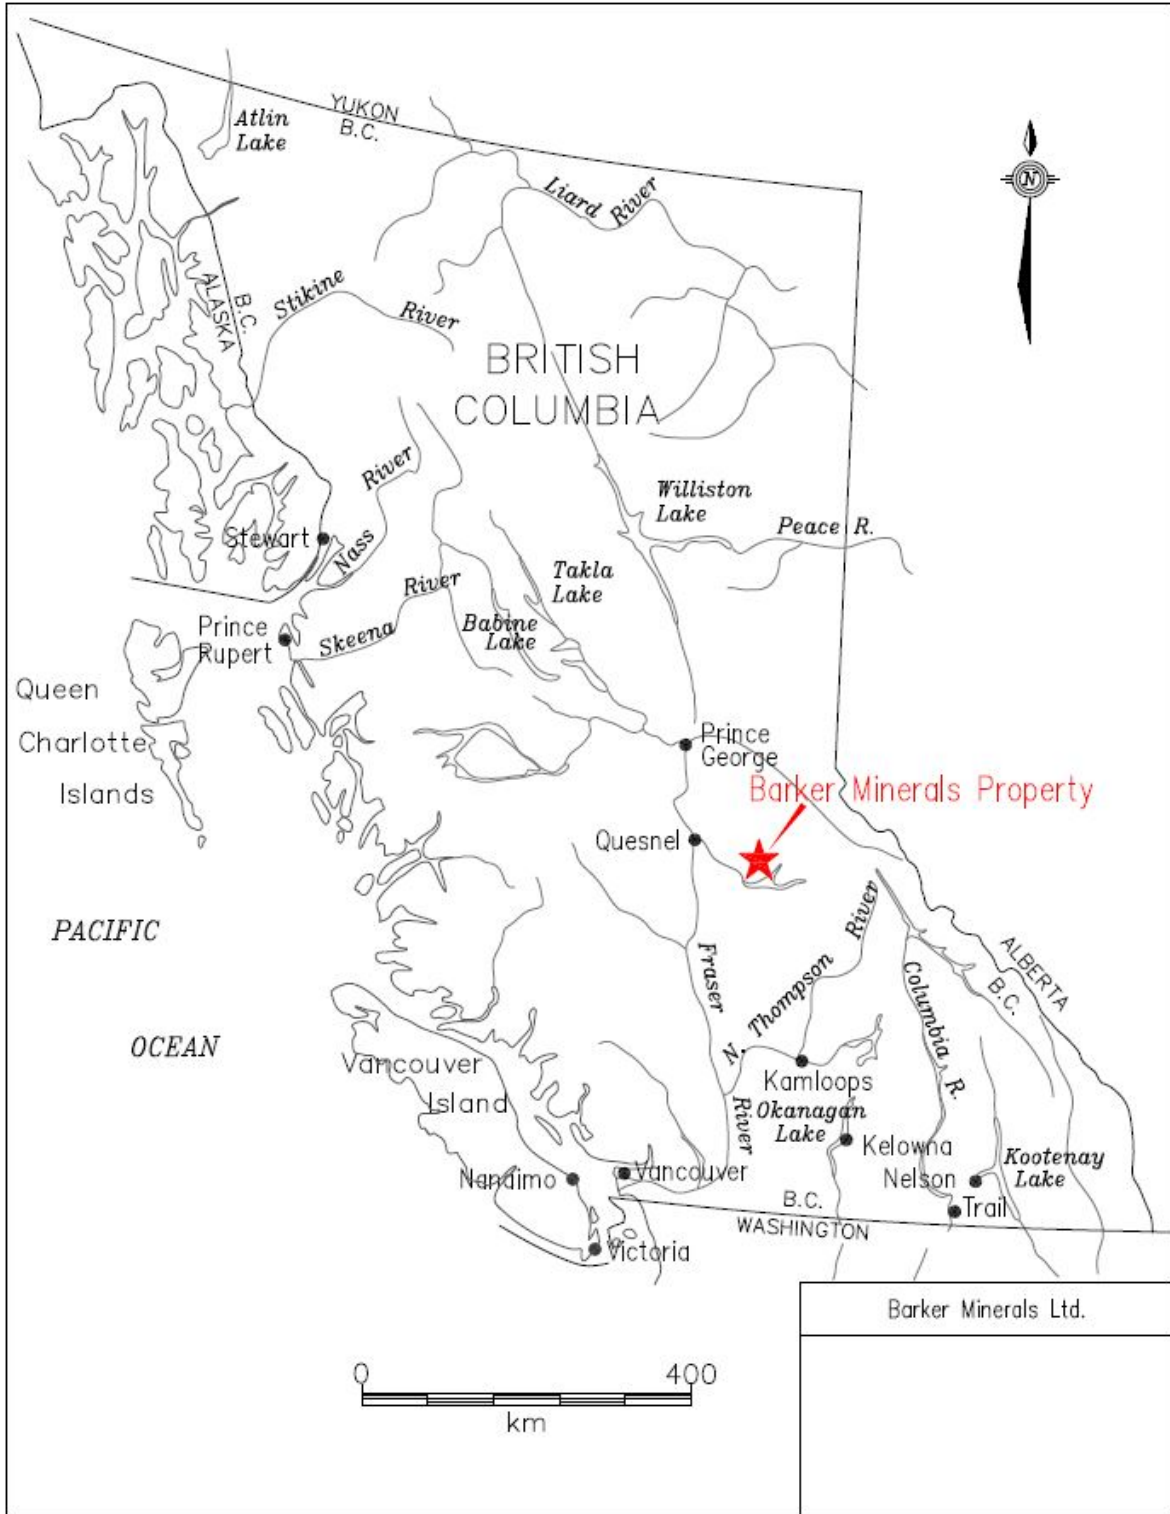 YUKON
B.C.
Atlin
Lake
N
Liard River
B.C.
ALASKA
Stikine
River
BRITISH
COLUMBIA
River
Nass
Williston
Lake
Peace R.
Stewart
Takla
Lake
River
Skeena
Babine
Lake
Prince
Rupert
Queen
Charlotte
Islands
Prince
George
Barker Minerals Property
Quesnel
PACIFIC
OCEAN
Fraser
River
N. Thompson
River
Columbia R.
ALBERTA
B.C.
Vancouver
Island
Kamloops
Okanagan
Lake
Kelowna
Nelson
Kootenay
Lake
Trail
Nanaimo
Vancouver
B.C.
WASHINGTON
Victoria
Barker Minerals Ltd.
0 400
km